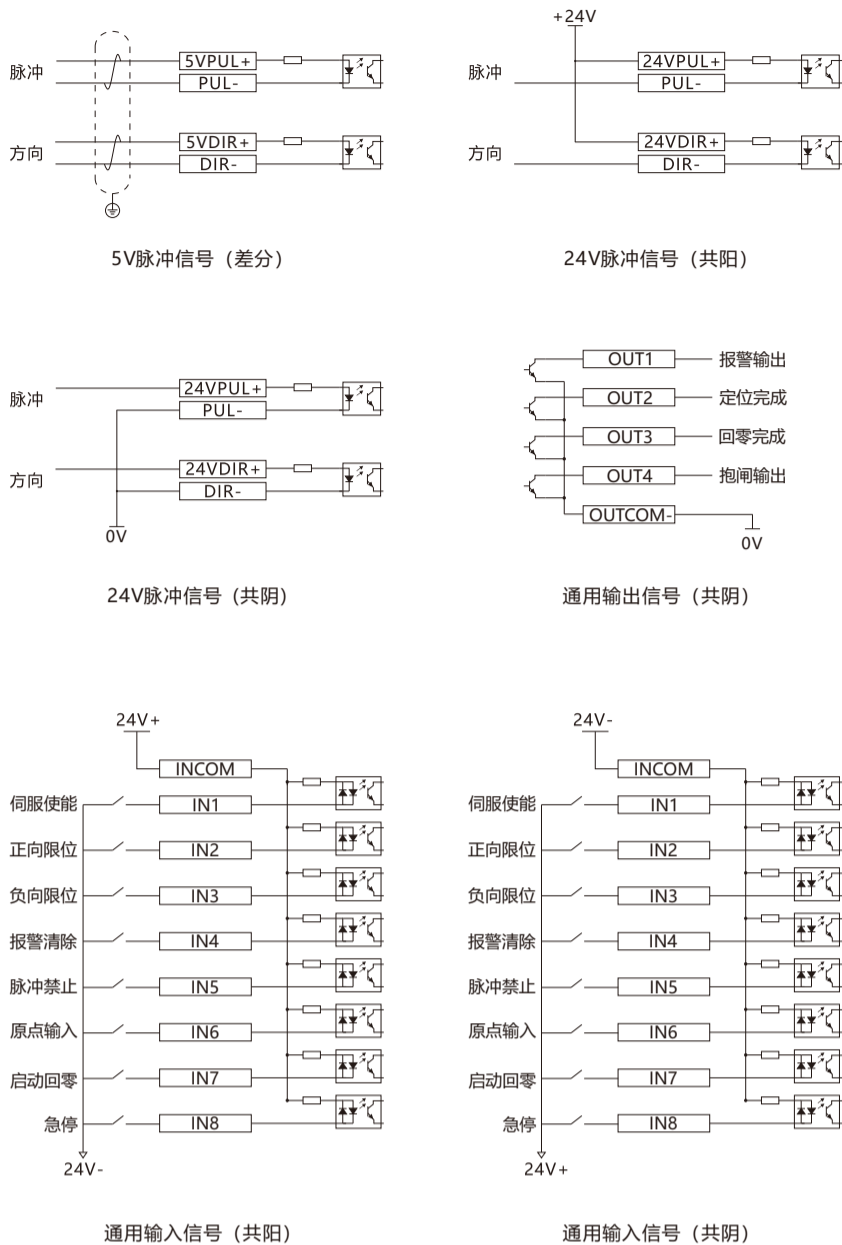 脉冲
5VPUL+
PUL-
方向
5VDIR+
DIR-
5V脉冲信号（差分）
+24V
脉冲
24VPUL+
PUL-
方向
24VDIR+
DIR-
24V脉冲信号（共阳）
脉冲
24VPUL+
PUL-
方向
24VDIR+
DIR-
0V
24V脉冲信号（共阴）
OUT1 报警输出
OUT2 定位完成
OUT3 回零完成
OUT4 抱闸输出
OUTCOM-
0V
通用输出信号（共阴）
24V+
INCOM
伺服使能 IN1
正向限位 IN2
负向限位 IN3
报警清除 IN4
脉冲禁止 IN5
原点输入 IN6
启动回零 IN7
急停 IN8
24V-
通用输入信号（共阳）
24V-
INCOM
伺服使能 IN1
正向限位 IN2
负向限位 IN3
报警清除 IN4
脉冲禁止 IN5
原点输入 IN6
启动回零 IN7
急停 IN8
24V+
通用输入信号（共阴）